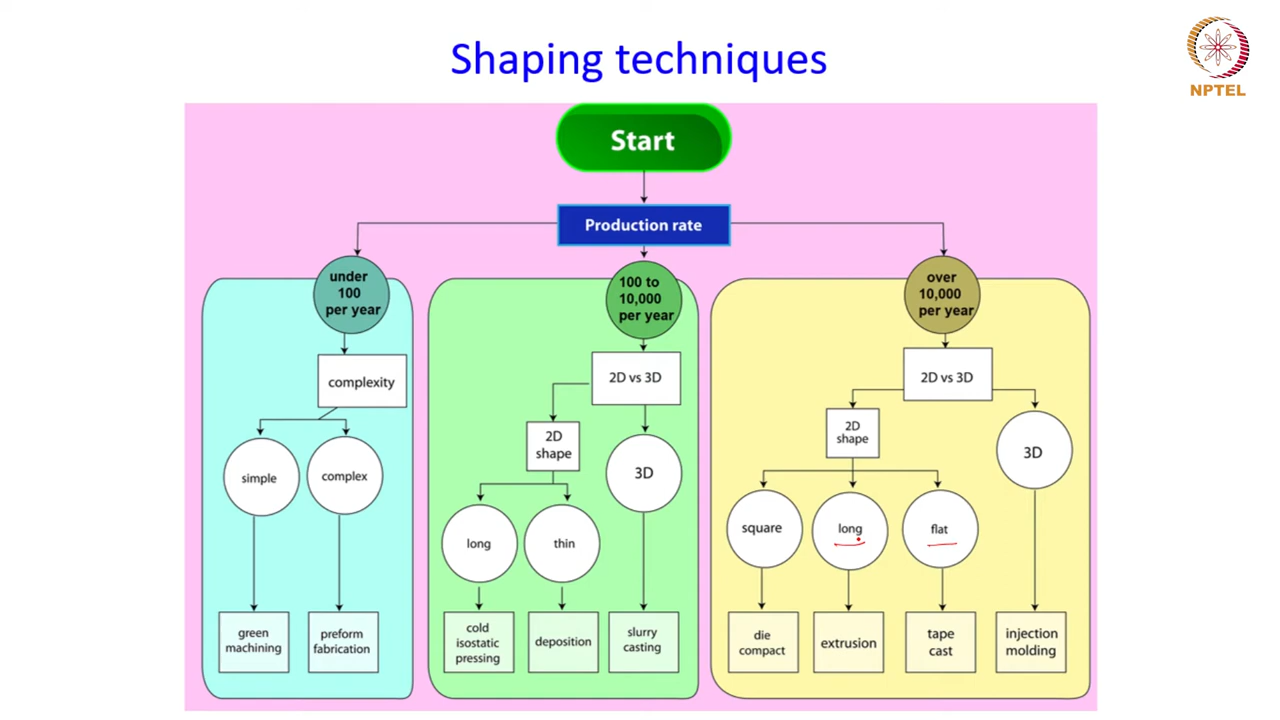 Shaping techniques
NPTEL
Start
Production rate
under
100
per year
100 to
10,000
per year
over
10,000
per year
complexity
2D vs 3D
2D vs 3D
simple
complex
2D
shape
3D
2D
shape
3D
long
thin
square
long
flat
green
machining
preform
fabrication
cold
isostatic
pressing
deposition
slurry
casting
die
compact
extrusion
tape
cast
injection
molding